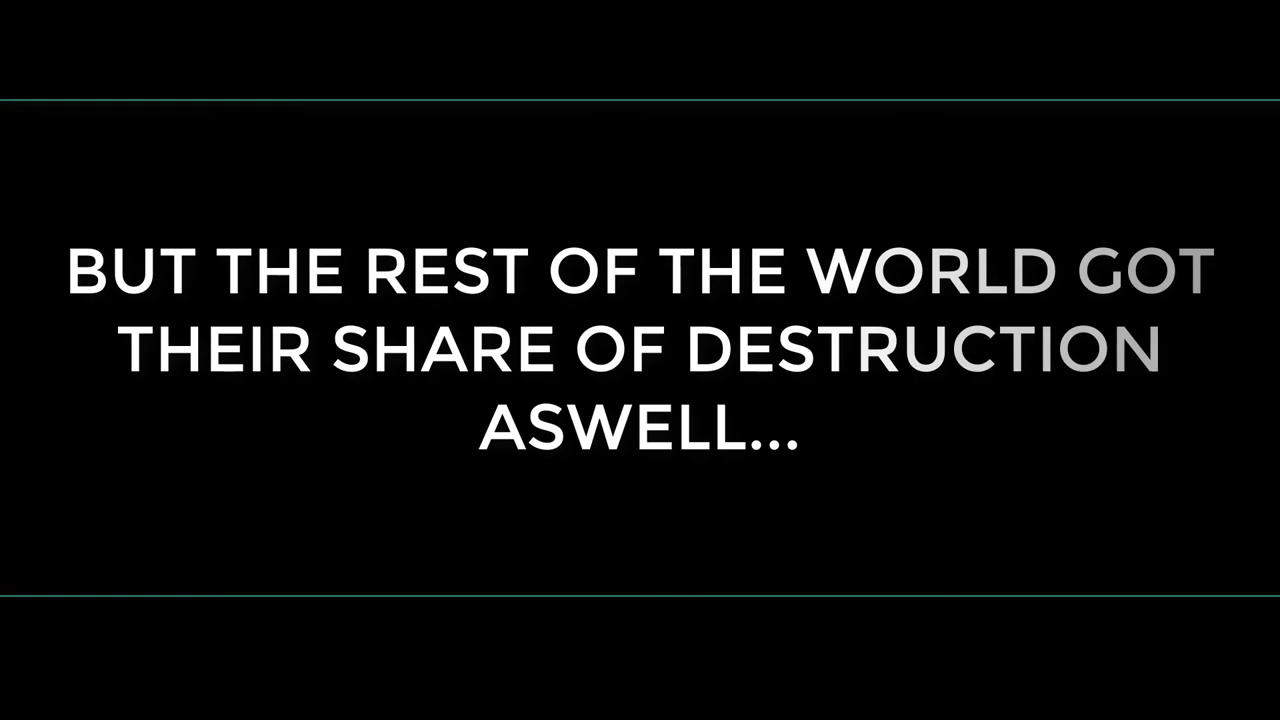 BUT THE REST OF THE WORLD GOT
THEIR SHARE OF DESTRUCTION
ASWELL...